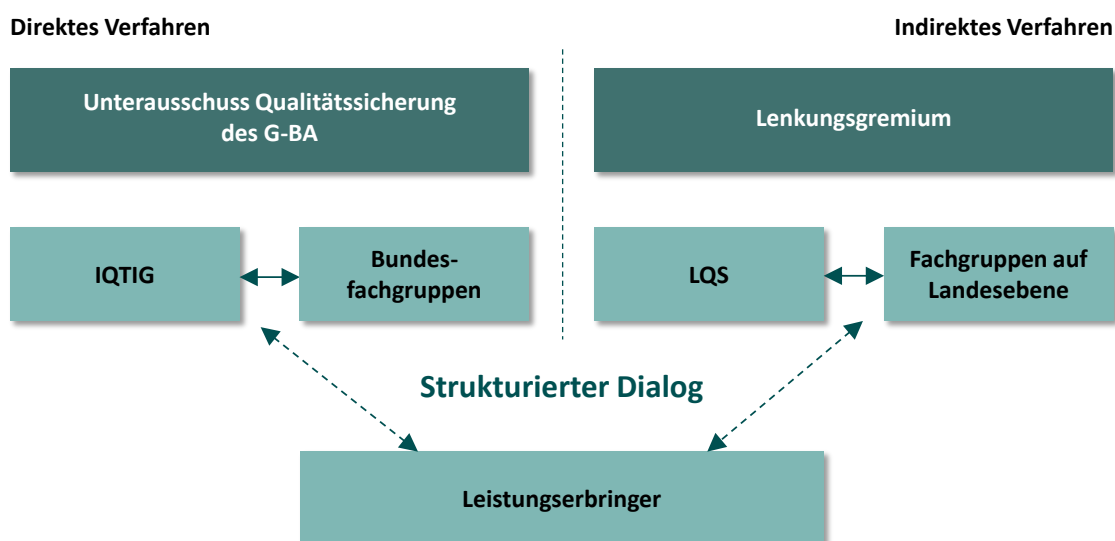 Direktes Verfahren
Indirektes Verfahren
Unterausschuss Qualitätssicherung
des G-BA
Lenkungsgremium
IQTIG
Bundes-
fachgruppen
LQS
Fachgruppen auf
Landesebene
Strukturierter Dialog
Leistungserbringer